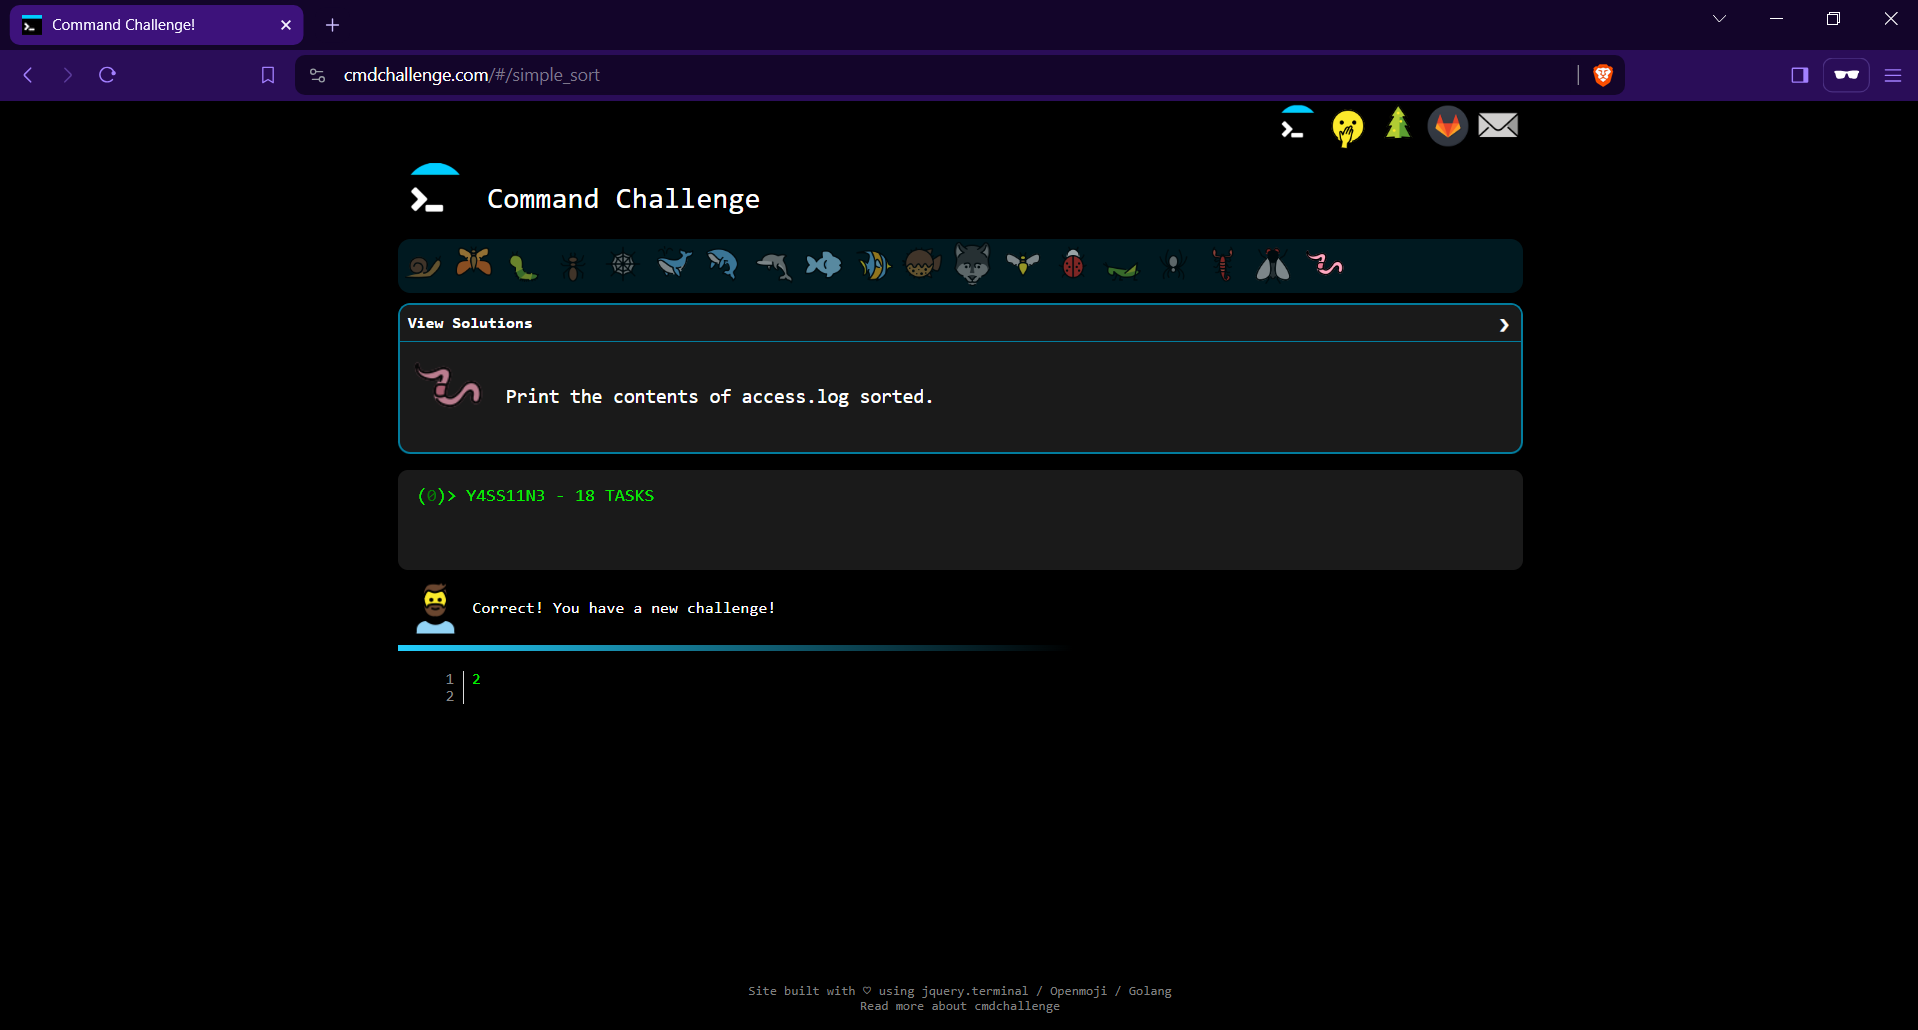 Command Challenge!
cmdchallenge.com/#/simple_sort
Command Challenge
View Solutions
Print the contents of access.log sorted.
(0)> Y4SS11N3 - 18 TASKS
Correct! You have a new challenge!
1 2
2
Site built with ♡ using jquery.terminal / Openmoji / Golang
Read more about cmdchallenge